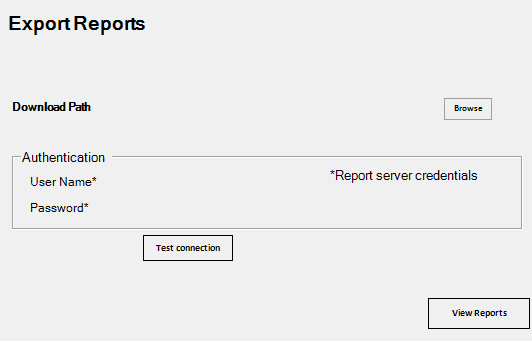 Export Reports
Download Path
Browse
Authentication
User Name*
*Report server credentials
Password*
Test connection
View Reports